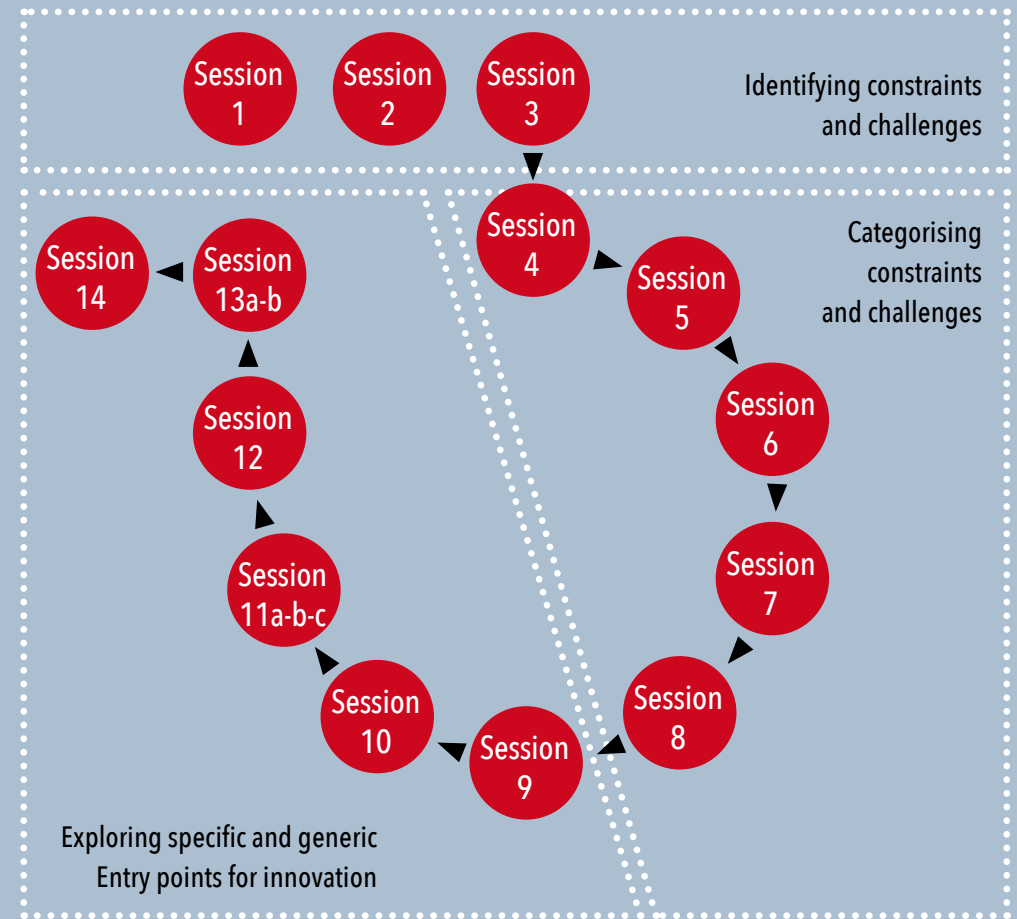 Session
1
Session
2
Session
3
Identifying constraints
and challenges
Session
4
Categorising
constraints
and challenges
Session
5
Session
6
Session
7
Session
8
Session
9
Session
10
Session
11a-b-c
Session
12
Session
13a-b
Session
14
Exploring specific and generic
Entry points for innovation